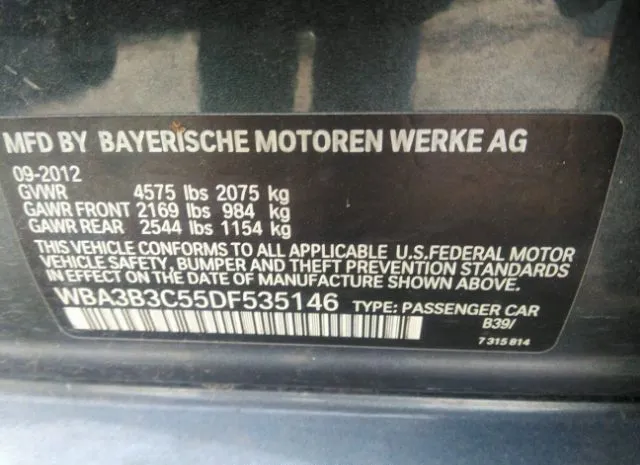 MFD BY BAYERISCHE MOTOREN WERKE AG
09-2012
GVWR 4575 lbs 2075 kg
GAWR FRONT 2169 lbs 984 kg
GAWR REAR 2544 lbs 1154 kg
THIS VEHICLE CONFORMS TO ALL APPLICABLE U.S.FEDERAL MOTOR
VEHICLE SAFETY, BUMPER AND THEFT PREVENTION STANDARDS
IN EFFECT ON THE DATE OF MANUFACTURE SHOWN ABOVE.
WBA3B3C55DF535146 TYPE: PASSENGER CAR
B39/
7 315 814